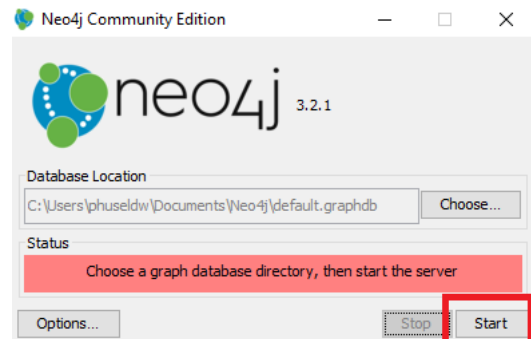 Neo4j Community Edition
neo4j 3.2.1
Database Location
C:\Users\phuseldw\Documents\Neo4j\default.graphdb Choose...
Status
Choose a graph database directory, then start the server
Options... Stop Start